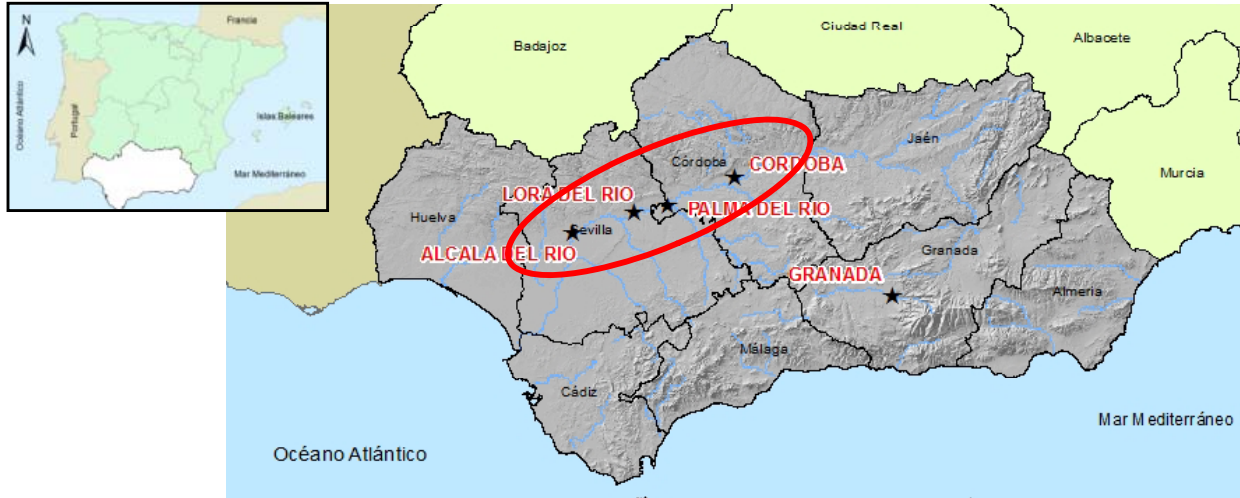 N
Francia
Océano Atlántico
Portugal
Islas Baleares
Mar Mediterráneo
Badajoz
Ciudad Real
Albacete
Murcia
Jaén
Córdoba
CORDOBA
LORA DEL RIO
PALMA DEL RIO
Huelva
Sevilla
ALCALA DEL RIO
Granada
GRANADA
Almería
Málaga
Cádiz
Mar Mediterráneo
Océano Atlántico